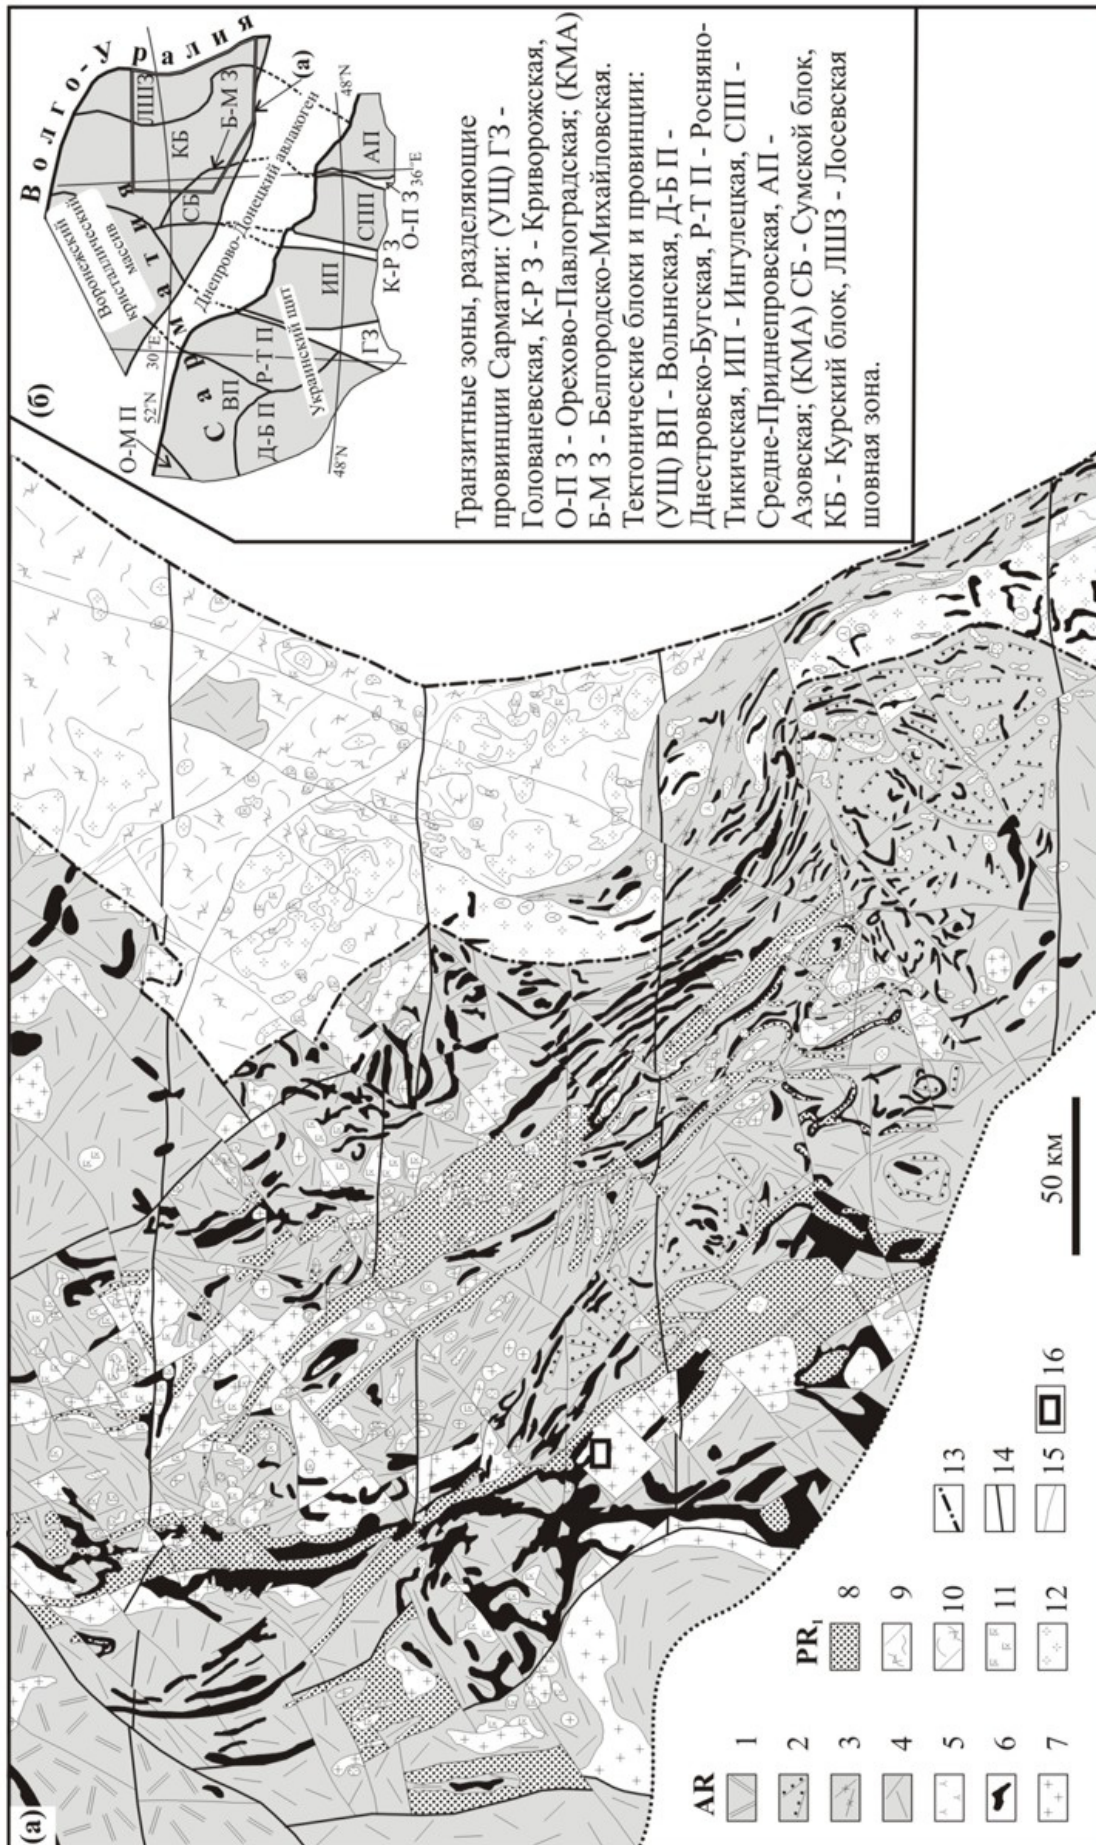 (а)
(б)
Волго-Уралия
Сарматия
Воронежский
кристаллический
массив
Днепрово-Донецкий авлакоген
Украинский щит
ЛШЗ
КБ
Б-М З
(а)
СБ
О-М П
52°N
30°E
ВП
Д-Б П
Р-Т П
ГЗ
ИП
К-Р З
СПП
О-П З
АП
36°E
48°N
48°N
Транзитные зоны, разделяющие
провинции Сарматии: (УЩ) ГЗ -
Голованевская, К-Р З - Криворожская,
О-П З - Орехово-Павлоградская; (КМА)
Б-М З - Белгородско-Михайловская.
Тектонические блоки и провинции:
(УЩ) ВП - Волынская, Д-Б П -
Днестровско-Бугская, Р-Т П - Росняно-
Тикичская, ИП - Ингулецкая, СПП -
Средне-Приднепровская, АП -
Азовская; (КМА) СБ - Сумской блок,
КБ - Курский блок, ЛШЗ - Лосевская
шовная зона.
50 км
AR
1
2
3
4
5
6
7
PR₁
8
9
10
11
12
13
14
15
16